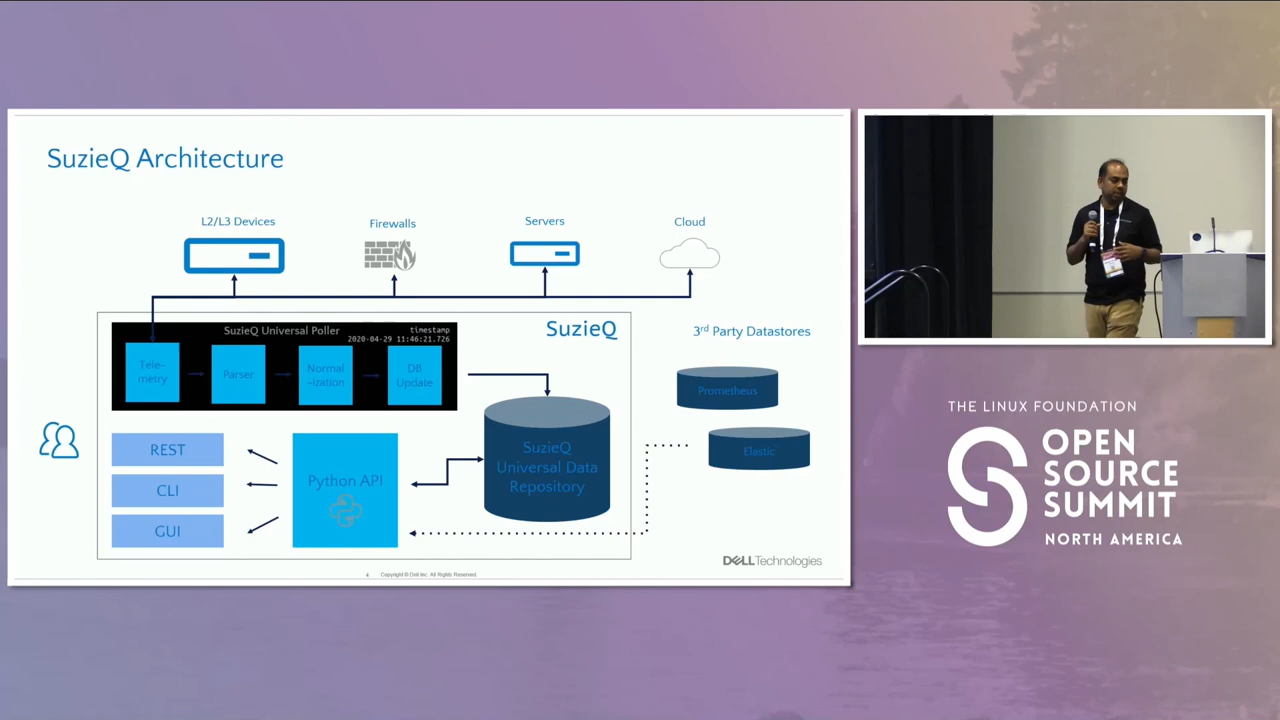 SuzieQ Architecture
L2/L3 Devices
Firewalls
Servers
Cloud
SuzieQ Universal Poller
timestamp
2020-04-29 11:46:21.726
SuzieQ
Tele-
metry
Parser
Normal
-ization
DB
Update
3rd Party Datastores
Prometheus
Elastic
REST
CLI
GUI
Python API
SuzieQ
Universal Data
Repository
DELL Technologies
4 Copyright © Dell Inc. All Rights Reserved.
THE LINUX FOUNDATION
OPEN
SOURCE
SUMMIT
NORTH AMERICA